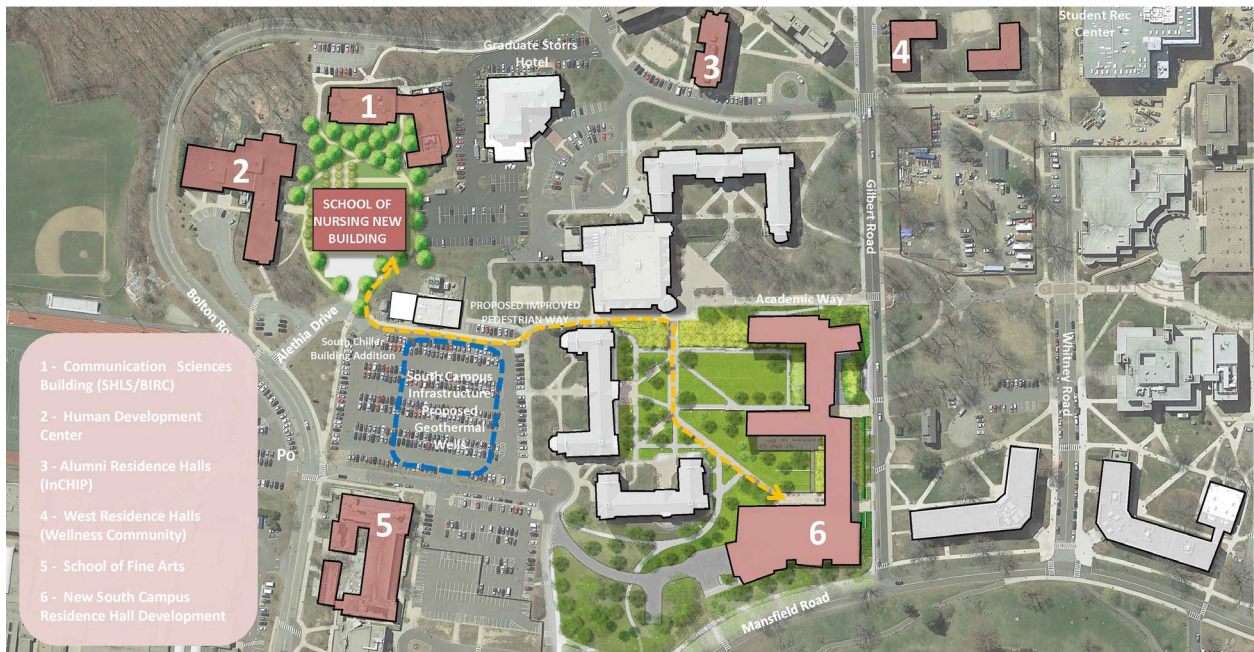 Graduate Storrs
Hotel
Student Rec
Center
1
2
3
4
SCHOOL OF
NURSING NEW
BUILDING
Gilbert Road
Academic Way
PROPOSED IMPROVED
PEDESTRIAN WAY
Bolton Ro
Alethia Drive
South Chiller
Building Addition
South Campus
Infrastructure
Proposed
Geothermal
Wells
Whitney Road
Po
5
6
Mansfield Road
1 - Communication Sciences
Building (SHLS/BIRC)
2 - Human Development
Center
3 - Alumni Residence Halls
(InCHIP)
4 - West Residence Halls
(Wellness Community)
5 - School of Fine Arts
6 - New South Campus
Residence Hall Development